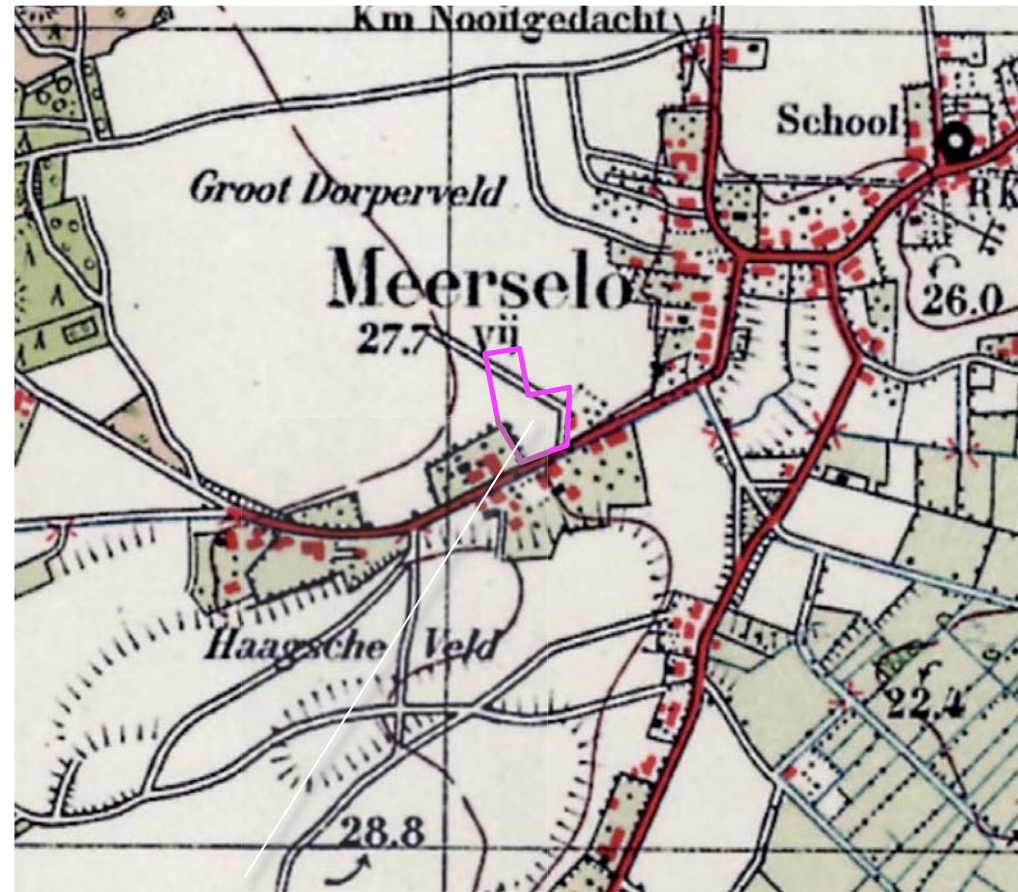 Km Nooitgedacht
School
Groot Dorperveld
RK
Meerselo
26.0
27.7
vij
Haagsche Veld
22.4
28.8